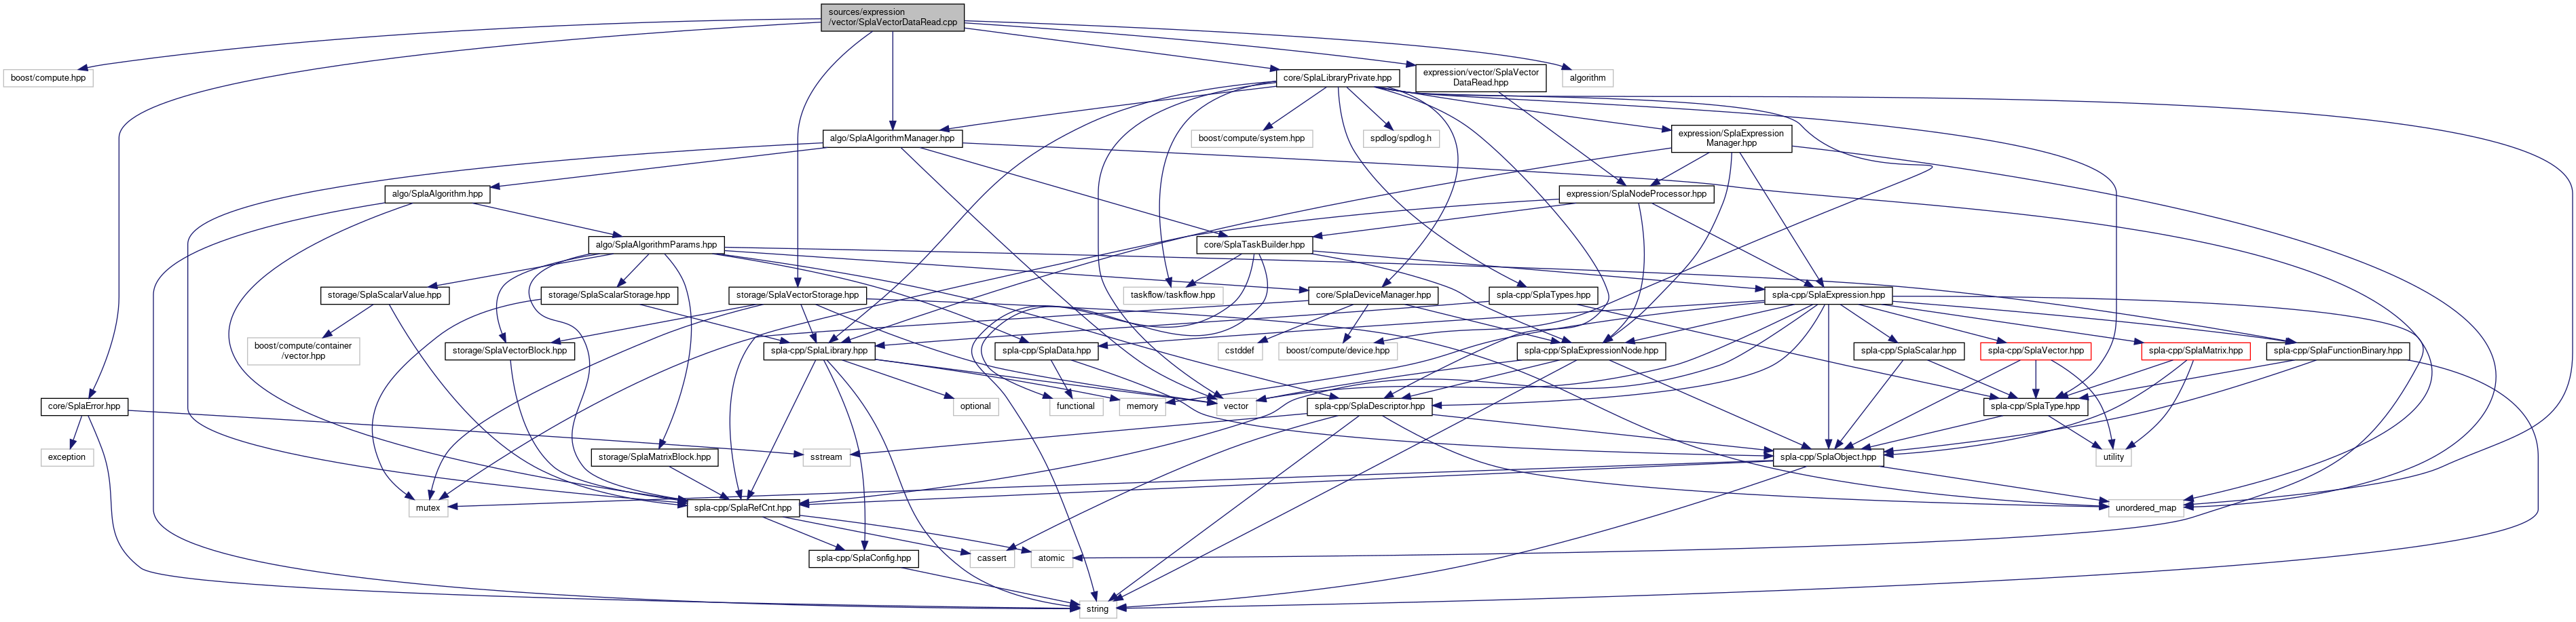 sources/expression
/vector/SplaVectorDataRead.cpp
boost/compute.hpp
core/SplaLibraryPrivate.hpp
expression/vector/SplaVector
DataRead.hpp
algorithm
algo/SplaAlgorithmManager.hpp
boost/compute/system.hpp
spdlog/spdlog.h
expression/SplaExpression
Manager.hpp
algo/SplaAlgorithm.hpp
expression/SplaNodeProcessor.hpp
algo/SplaAlgorithmParams.hpp
core/SplaTaskBuilder.hpp
storage/SplaScalarValue.hpp
storage/SplaScalarStorage.hpp
storage/SplaVectorStorage.hpp
taskflow/taskflow.hpp
core/SplaDeviceManager.hpp
spla-cpp/SplaTypes.hpp
spla-cpp/SplaExpression.hpp
boost/compute/container
/vector.hpp
storage/SplaVectorBlock.hpp
spla-cpp/SplaLibrary.hpp
spla-cpp/SplaData.hpp
cstddef
boost/compute/device.hpp
spla-cpp/SplaExpressionNode.hpp
spla-cpp/SplaScalar.hpp
spla-cpp/SplaVector.hpp
spla-cpp/SplaMatrix.hpp
spla-cpp/SplaFunctionBinary.hpp
core/SplaError.hpp
optional
functional
memory
vector
spla-cpp/SplaDescriptor.hpp
spla-cpp/SplaType.hpp
exception
storage/SplaMatrixBlock.hpp
sstream
spla-cpp/SplaObject.hpp
utility
mutex
spla-cpp/SplaRefCnt.hpp
unordered_map
spla-cpp/SplaConfig.hpp
cassert
atomic
string